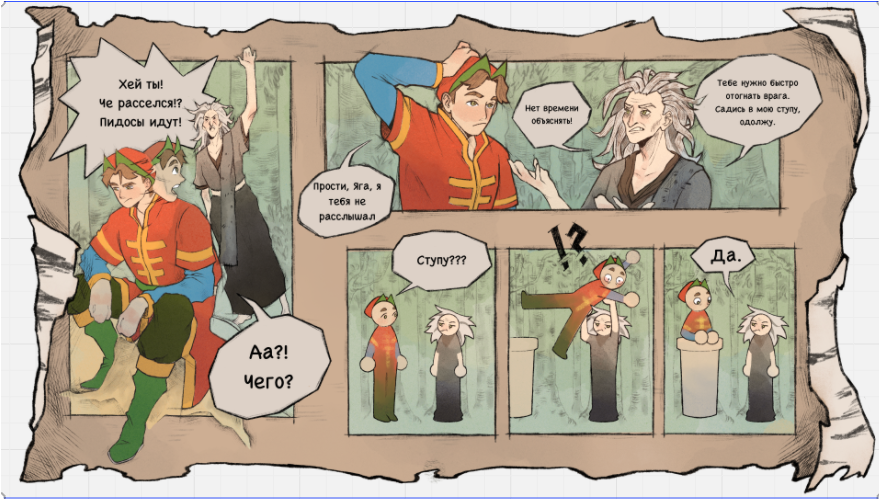 Хей ты!
Че расселся!?
Пидосы идут!
Аа?!
Чего?
Прости, Яга, я
тебя не
расслышал
Нет времени
объяснять!
Тебе нужно быстро
отогнать врага.
Садись в мою ступу,
одолжу.
Ступу???
!?
Да.